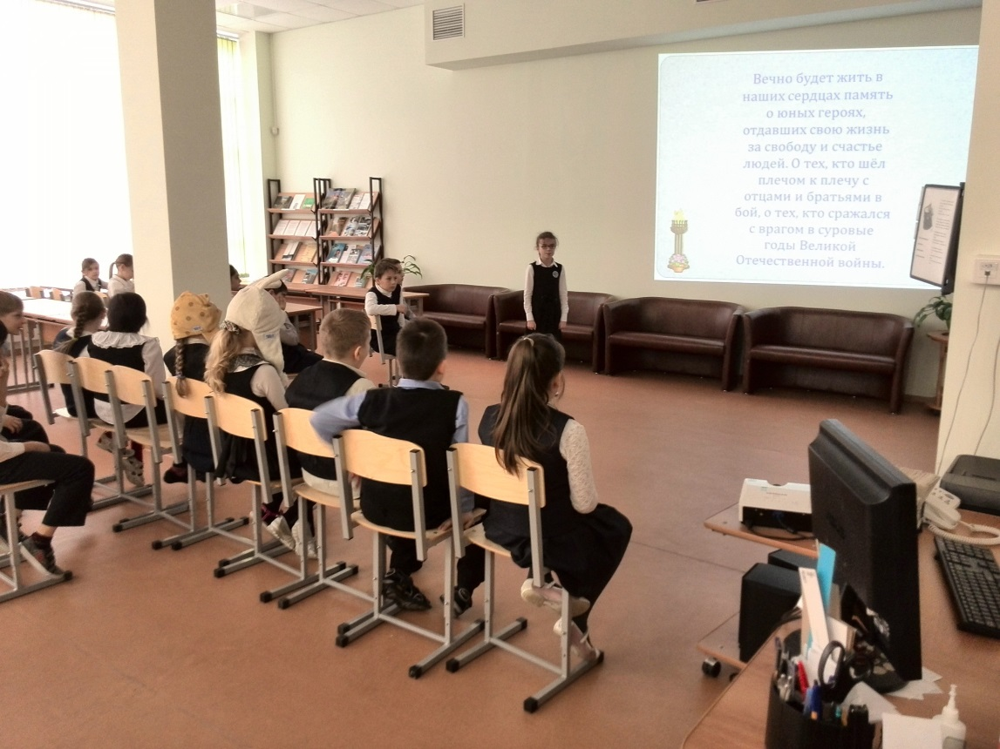 Вечно будет жить в
наших сердцах память
о юных героях,
отдавших свою жизнь
за свободу и счастье
людей. О тех, кто шёл
плечом к плечу с
отцами и братьями в
бой, о тех, кто сражался
с врагом в суровые
годы Великой
Отечественной войны.